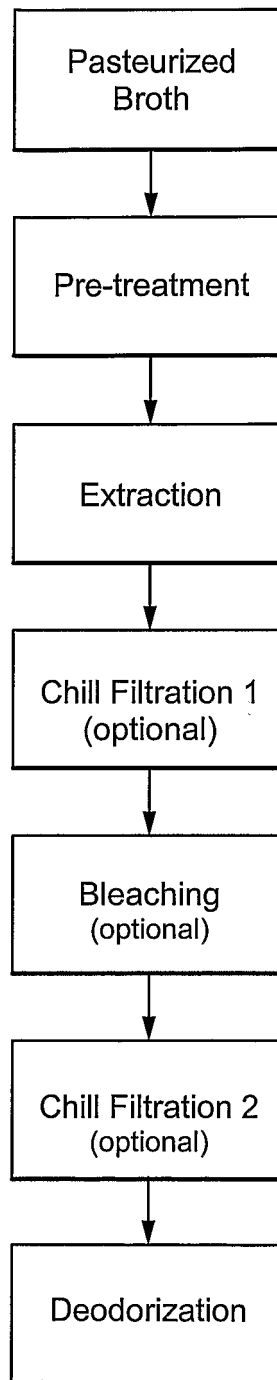 Pasteurized
Broth
Pre-treatment
Extraction
Chill Filtration 1
(optional)
Bleaching
(optional)
Chill Filtration 2
(optional)
Deodorization